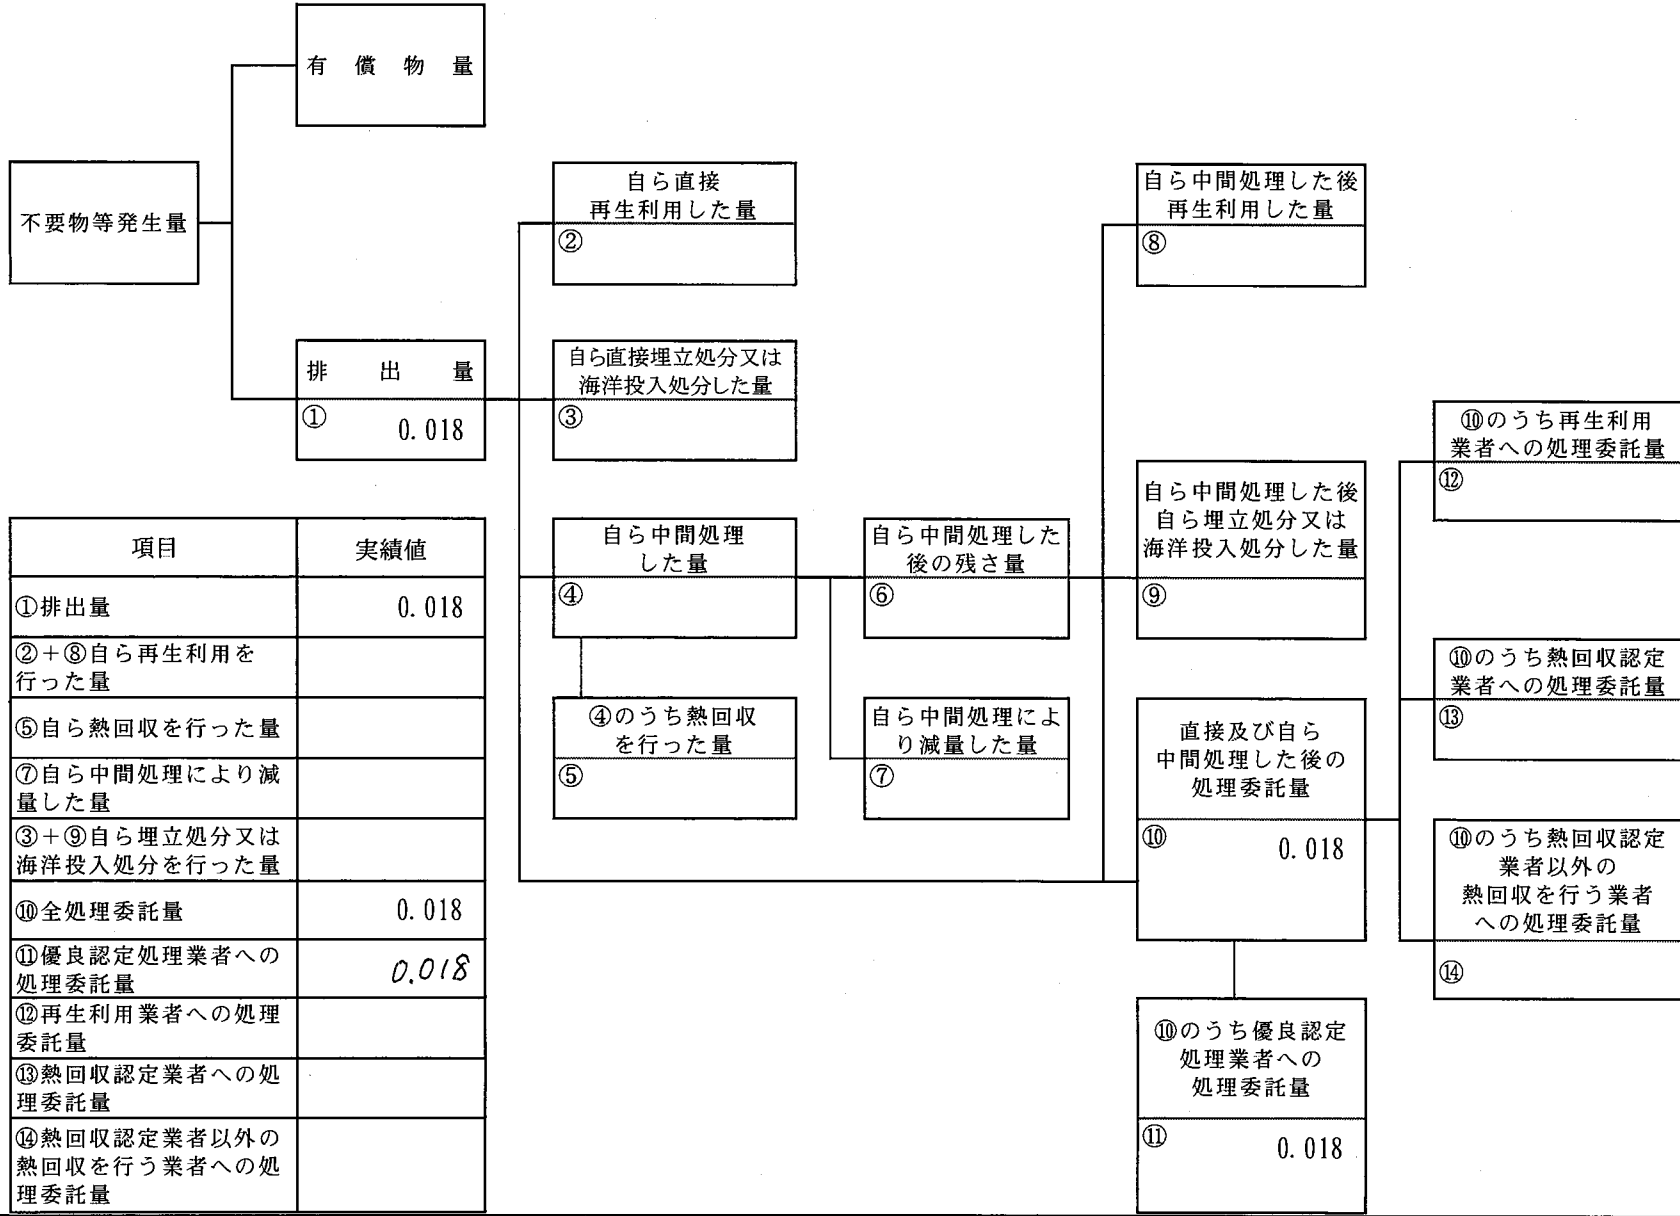 有償物量
不要物等発生量
排出量
① 0.018
自ら直接
再生利用した量
②
自ら直接埋立処分又は
海洋投入処分した量
③
自ら中間処理
した量
④
④のうち熱回収
を行った量
⑤
自ら中間処理した
後の残さ量
⑥
自ら中間処理によ
り減量した量
⑦
自ら中間処理した後
再生利用した量
⑧
自ら中間処理した後
自ら埋立処分又は
海洋投入処分した量
⑨
直接及び自ら
中間処理した後の
処理委託量
⑩ 0.018
⑩のうち優良認定
処理業者への
処理委託量
⑪ 0.018
⑩のうち再生利用
業者への処理委託量
⑫
⑩のうち熱回収認定
業者への処理委託量
⑬
⑩のうち熱回収認定
業者以外の
熱回収を行う業者
への処理委託量
⑭
項目 実績値
①排出量 0.018
②+⑧自ら再生利用を
行った量
⑤自ら熱回収を行った量
⑦自ら中間処理により減
量した量
③+⑨自ら埋立処分又は
海洋投入処分を行った量
⑩全処理委託量 0.018
⑪優良認定処理業者への
処理委託量 0.018
⑫再生利用業者への処理
委託量
⑬熱回収認定業者への処
理委託量
⑭熱回収認定業者以外の
熱回収を行う業者への処
理委託量